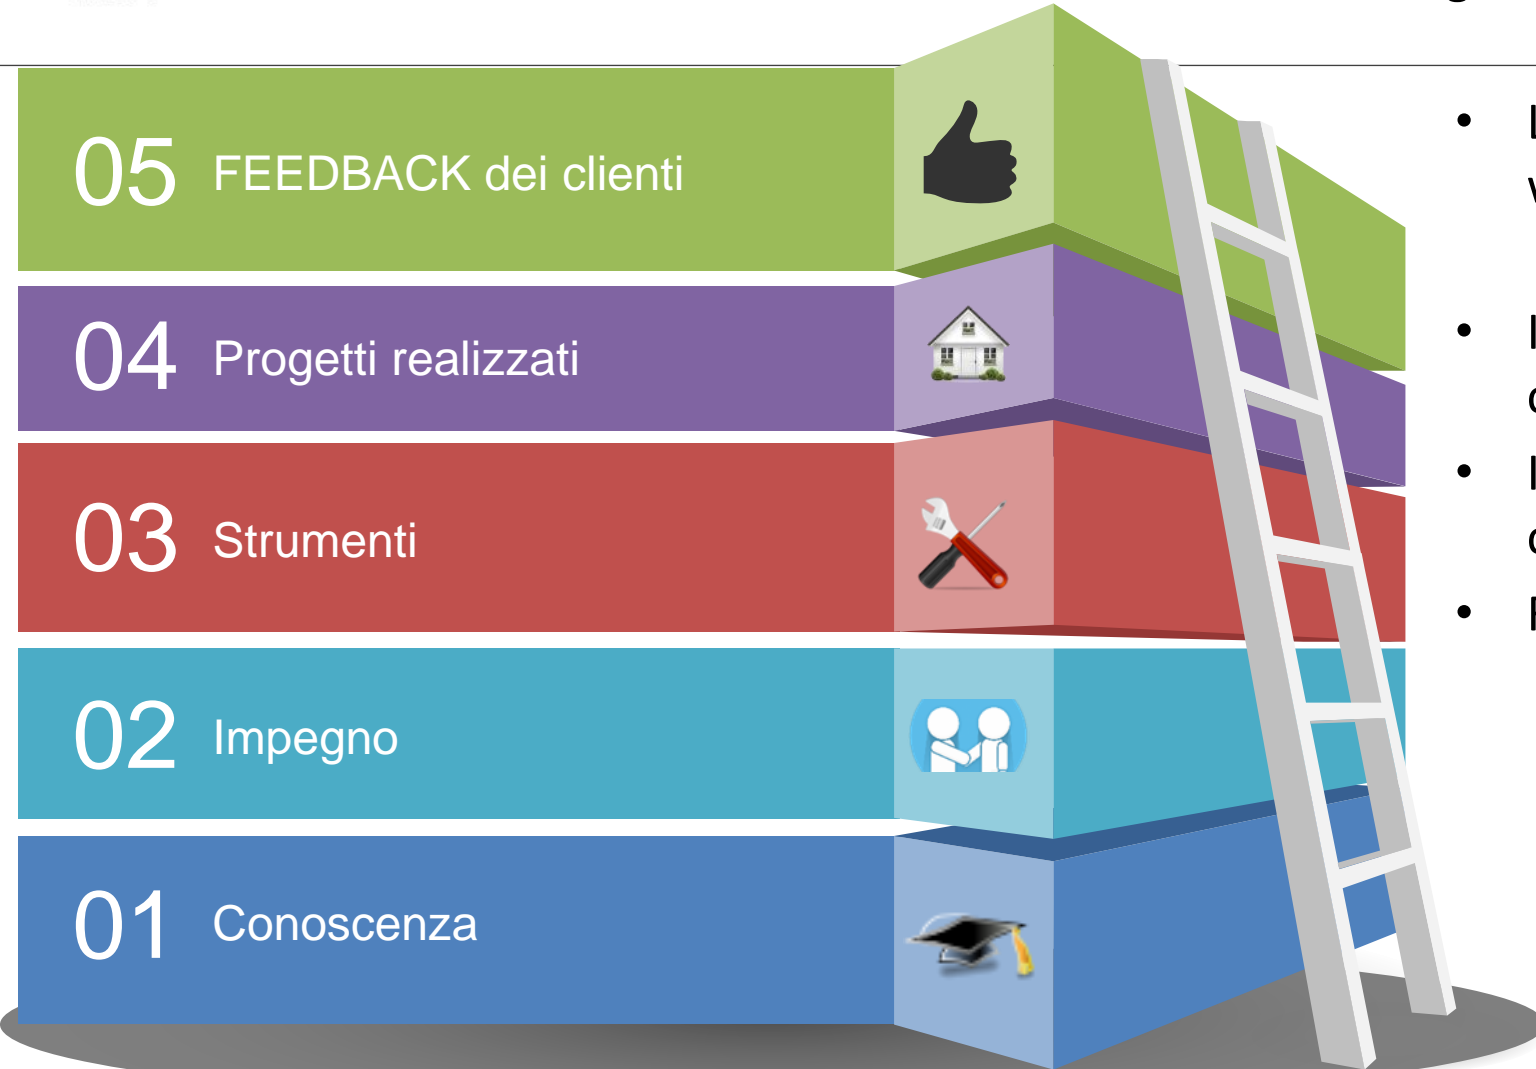 05 FEEDBACK dei clienti
04 Progetti realizzati
03 Strumenti
02 Impegno
01 Conoscenza